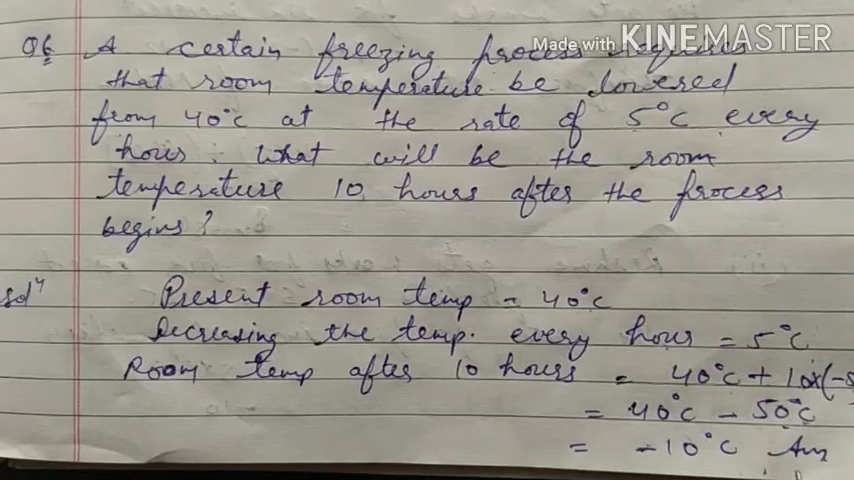 Made with KINEMASTER
Q6 A certain freezing process requires
that room temperature be lowered
from 40°C at the rate of 5°C every
hour. What will be the room
temperature 10 hours after the process
begins?
Solⁿ Present room temp = 40°C
Decreasing the temp. every hour = 5°C
Room temp after 10 hours = 40°C + 10×(-5
= 40°C - 50°C
= -10°C Ans